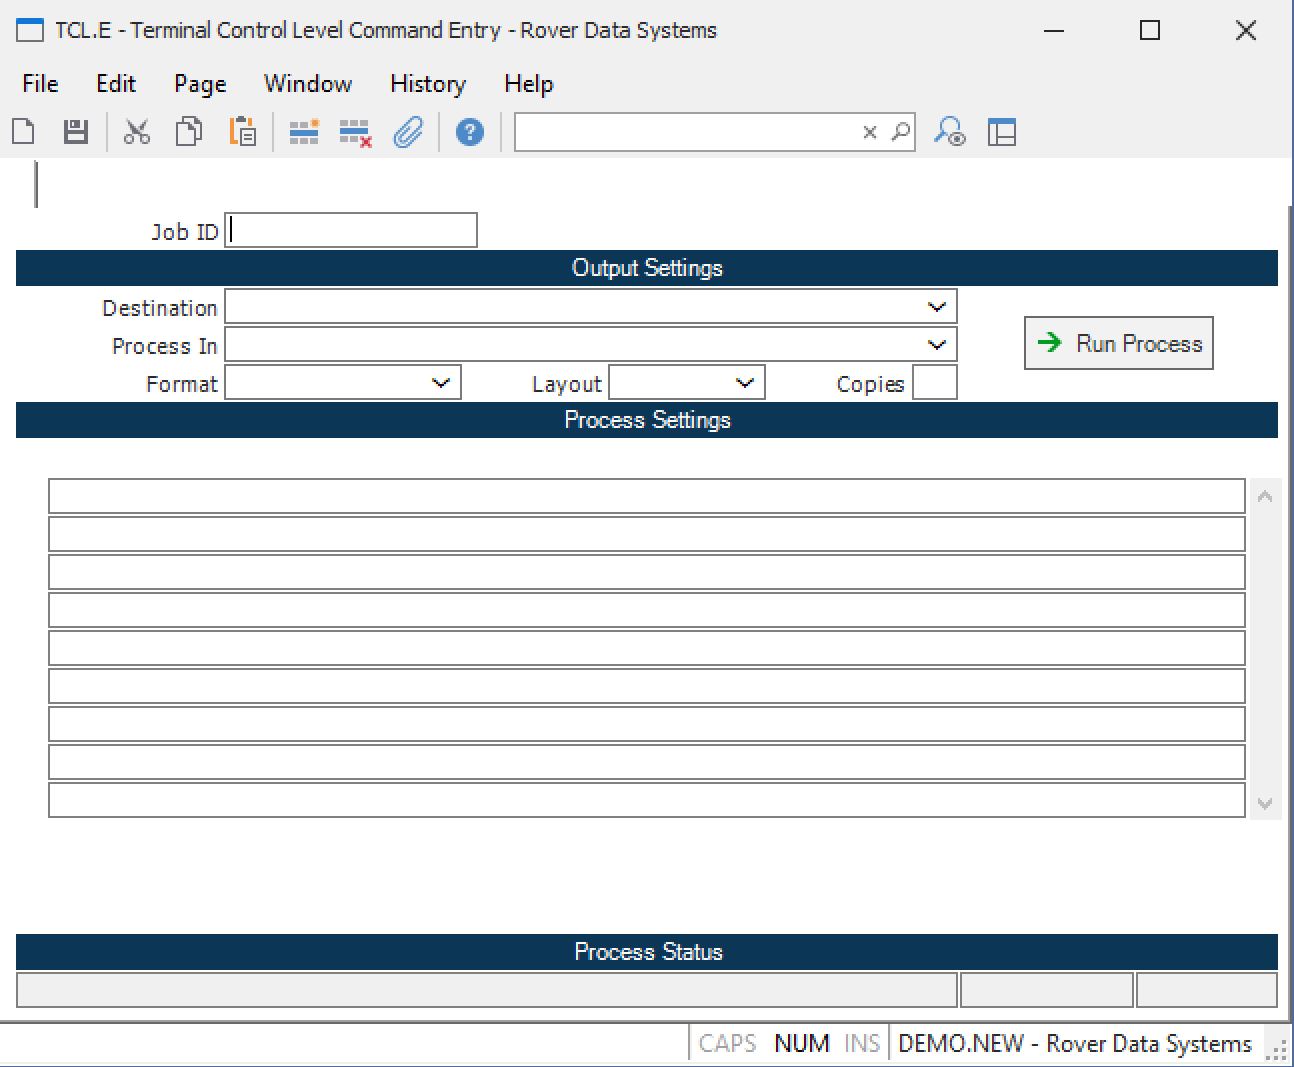 TCL.E - Terminal Control Level Command Entry - Rover Data Systems
File Edit Page Window History Help
Job ID
Output Settings
Destination
Process In
Run Process
Format Layout Copies
Process Settings
Process Status
CAPS NUM INS DEMO.NEW - Rover Data Systems